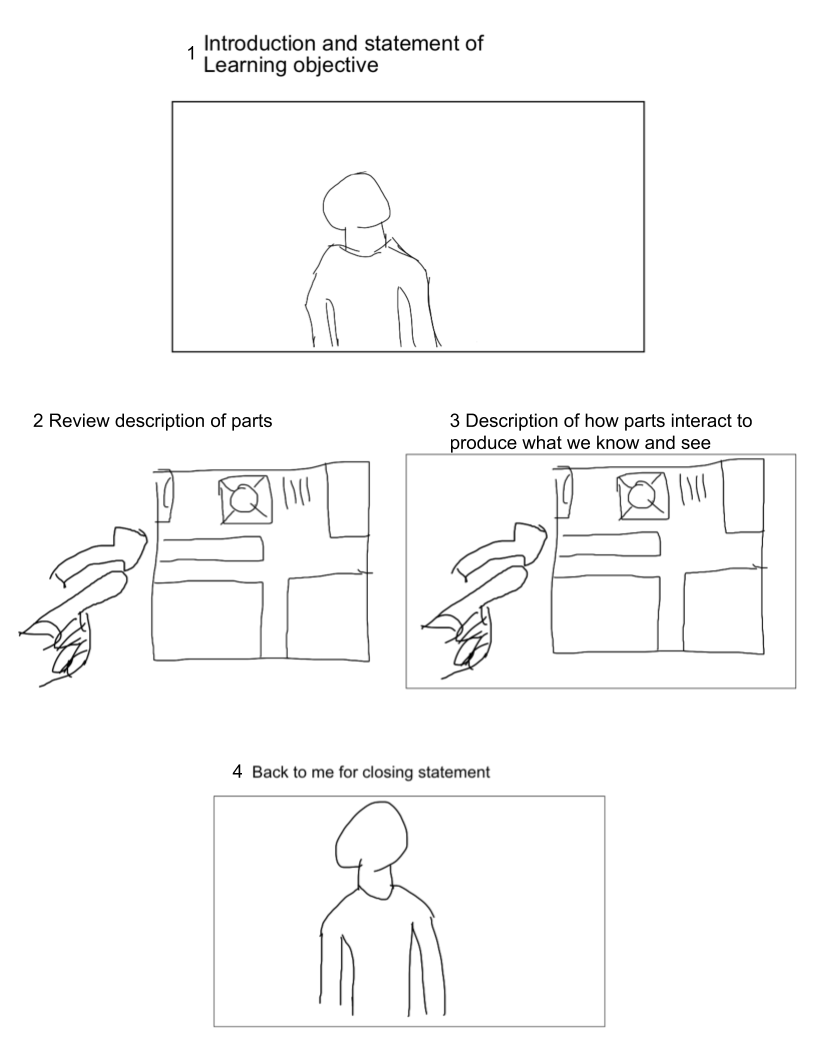 1 Introduction and statement of
Learning objective
2 Review description of parts
3 Description of how parts interact to
produce what we know and see
4 Back to me for closing statement